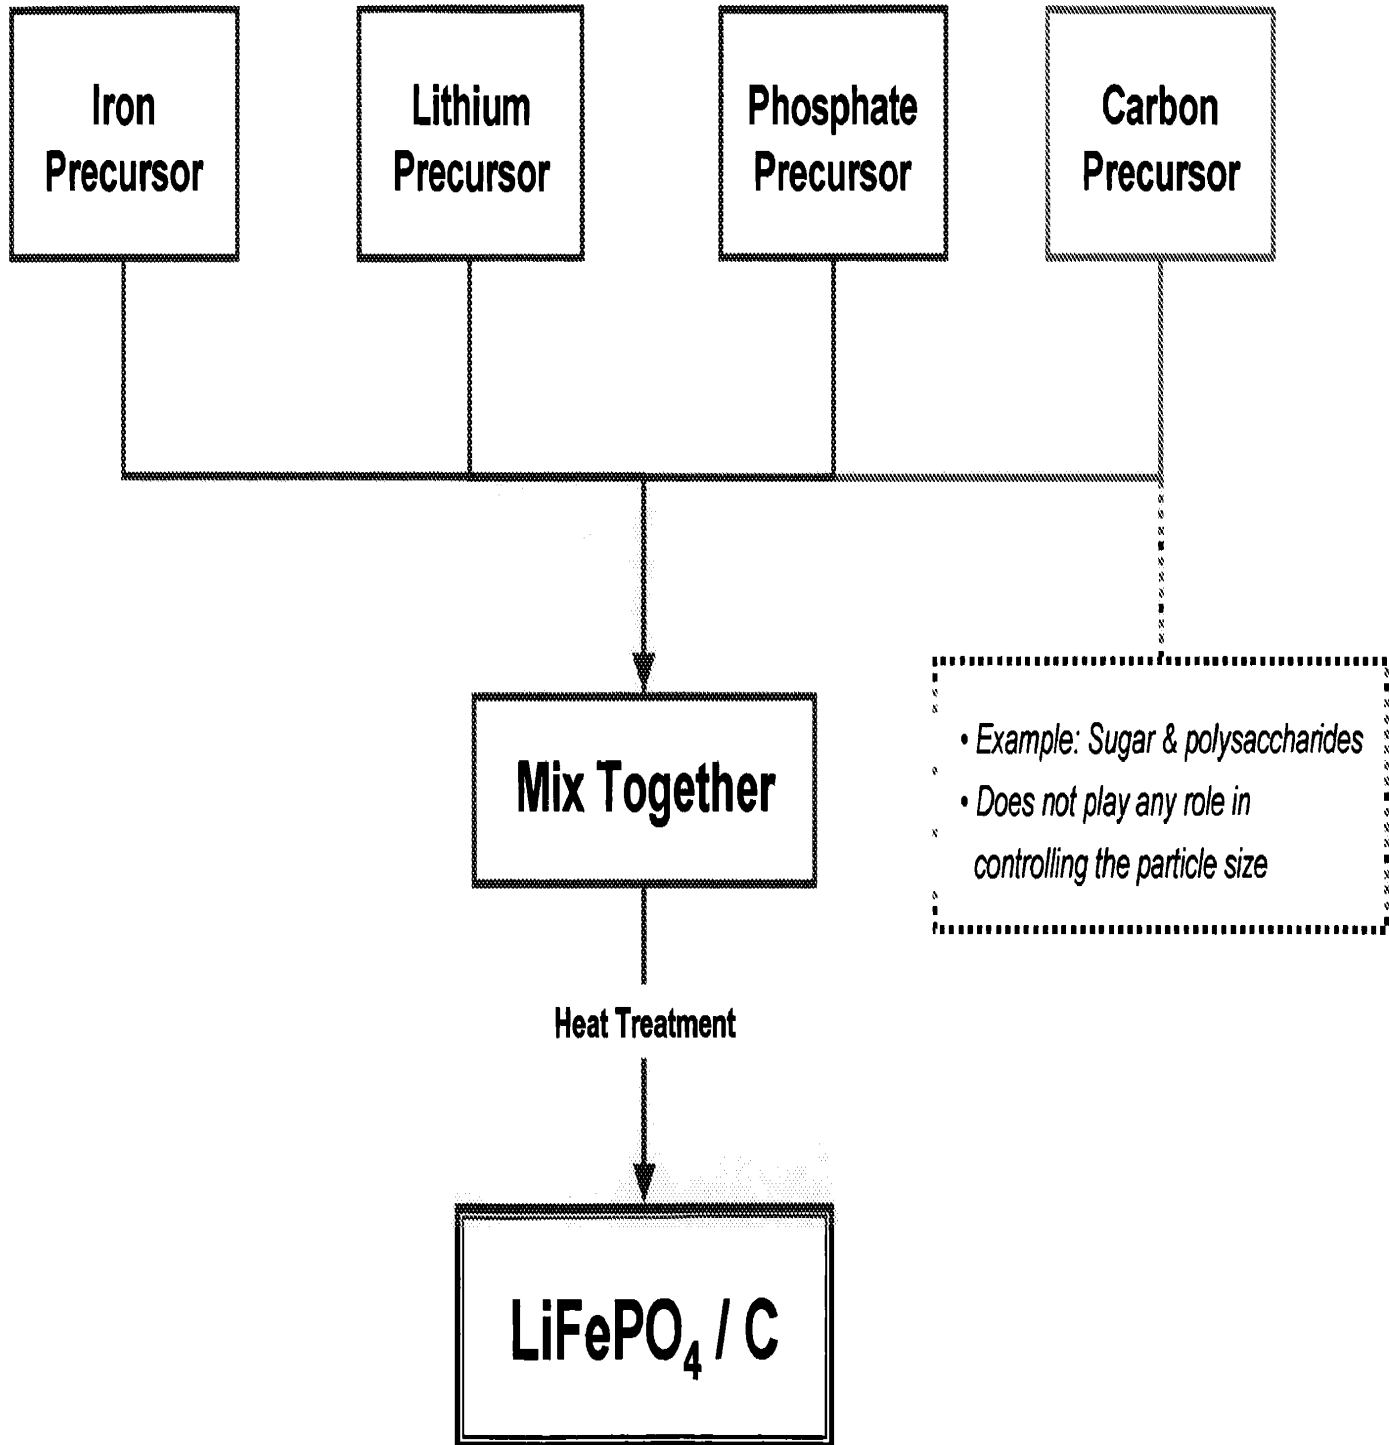 Iron
Precursor
Lithium
Precursor
Phosphate
Precursor
Carbon
Precursor
Mix Together
• Example: Sugar & polysaccharides
• Does not play any role in
controlling the particle size
Heat Treatment
LiFePO₄ / C